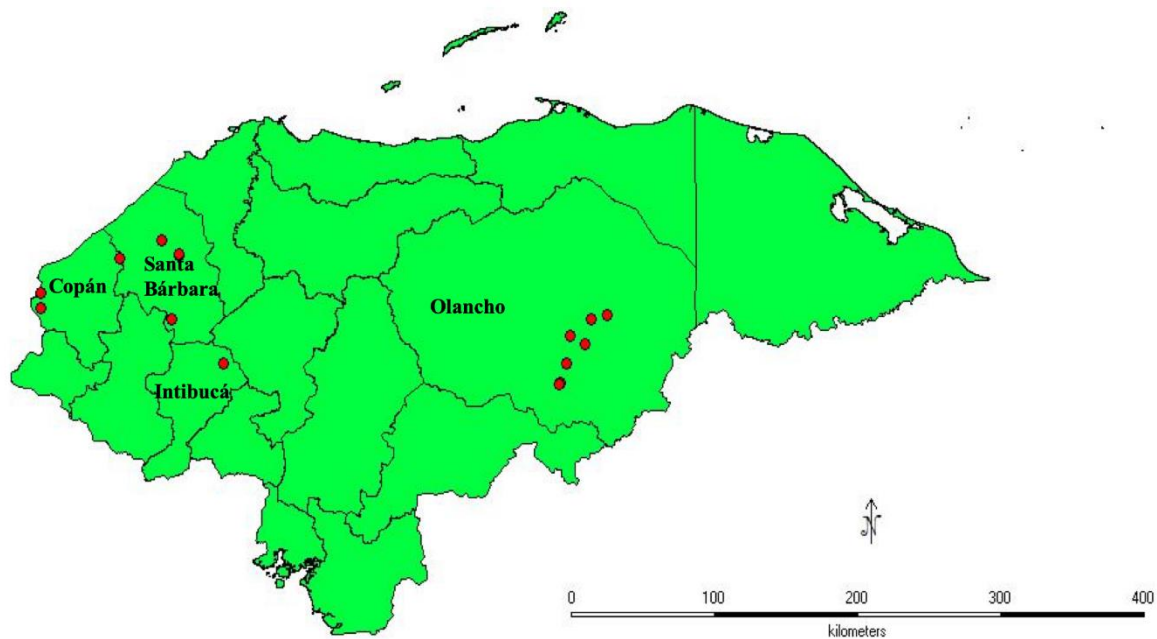 Copán
Santa
Bárbara
Olancho
Intibucá
N
0 100 200 300 400
kilometers